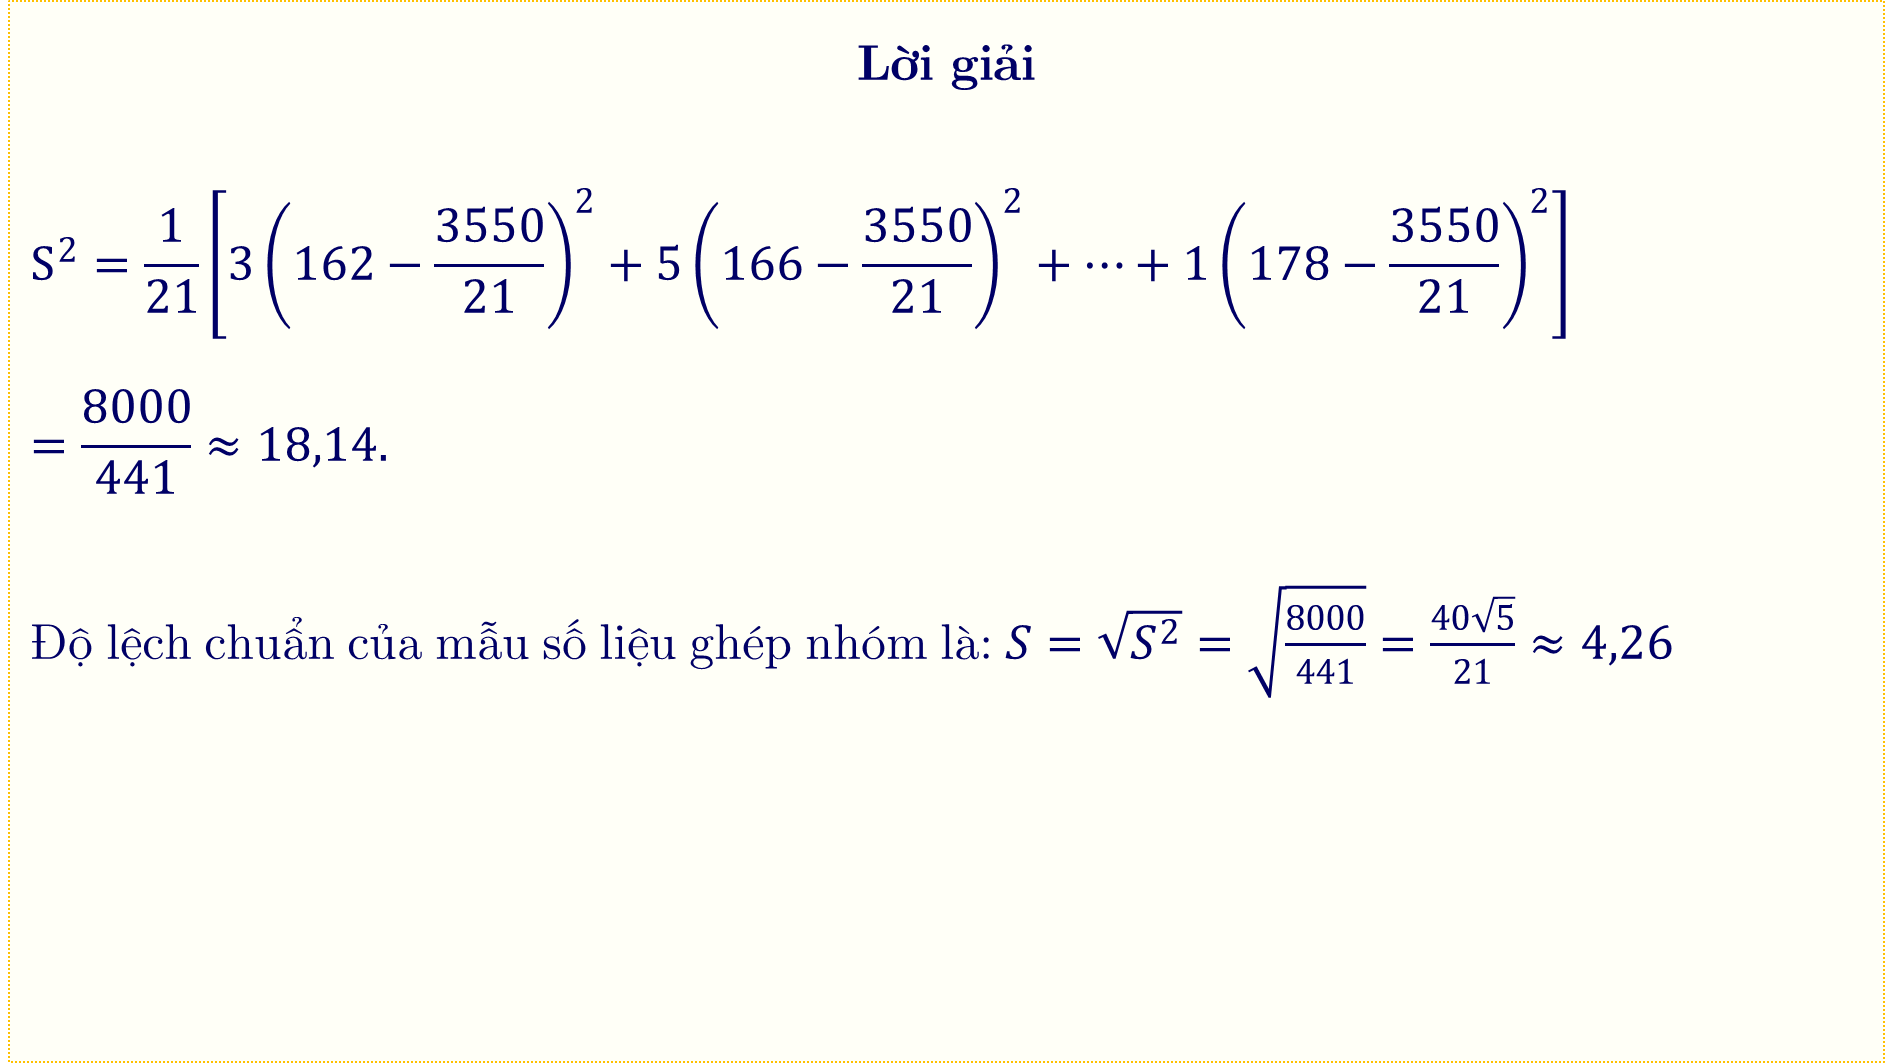 Lời giải
S² = 1/21 [3(162 − 3550/21)² + 5(166 − 3550/21)² + ⋯ + 1(178 − 3550/21)²]
= 8000/441 ≈ 18,14.
Độ lệch chuẩn của mẫu số liệu ghép nhóm là: S = √S² = √(8000/441) = 40√5/21 ≈ 4,26